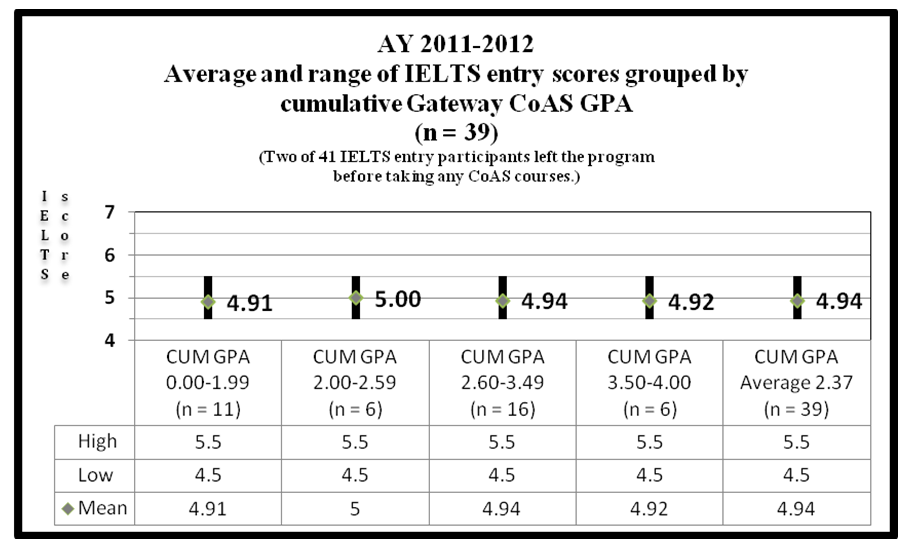 AY 2011-2012
Average and range of IELTS entry scores grouped by
cumulative Gateway CoAS GPA
(n = 39)
(Two of 41 IELTS entry participants left the program
before taking any CoAS courses.)
IELTS score
7
6
5
4
4.91 5.00 4.94 4.92 4.94
CUM GPA 0.00-1.99 (n = 11)
CUM GPA 2.00-2.59 (n = 6)
CUM GPA 2.60-3.49 (n = 16)
CUM GPA 3.50-4.00 (n = 6)
CUM GPA Average 2.37 (n = 39)
High 5.5 5.5 5.5 5.5 5.5
Low 4.5 4.5 4.5 4.5 4.5
Mean 4.91 5 4.94 4.92 4.94